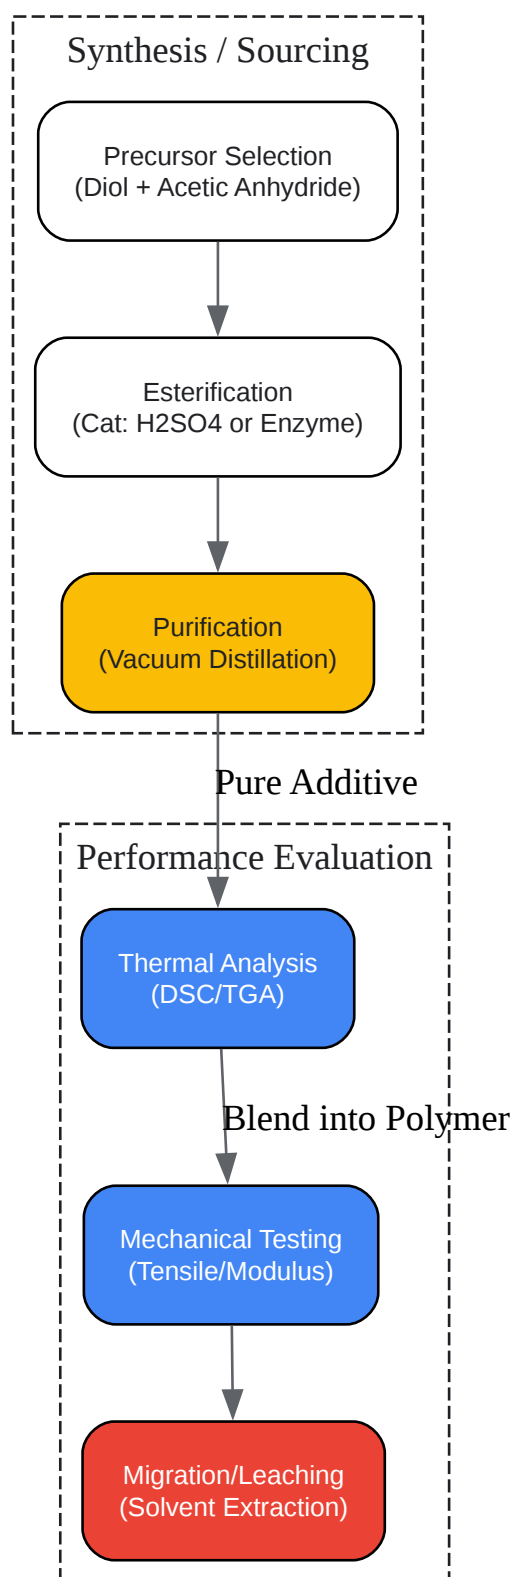 Synthesis / Sourcing
Precursor Selection
(Diol + Acetic Anhydride)
Esterification
(Cat: H2SO4 or Enzyme)
Purification
(Vacuum Distillation)
Pure Additive
Performance Evaluation
Thermal Analysis
(DSC/TGA)
Blend into Polymer
Mechanical Testing
(Tensile/Modulus)
Migration/Leaching
(Solvent Extraction)